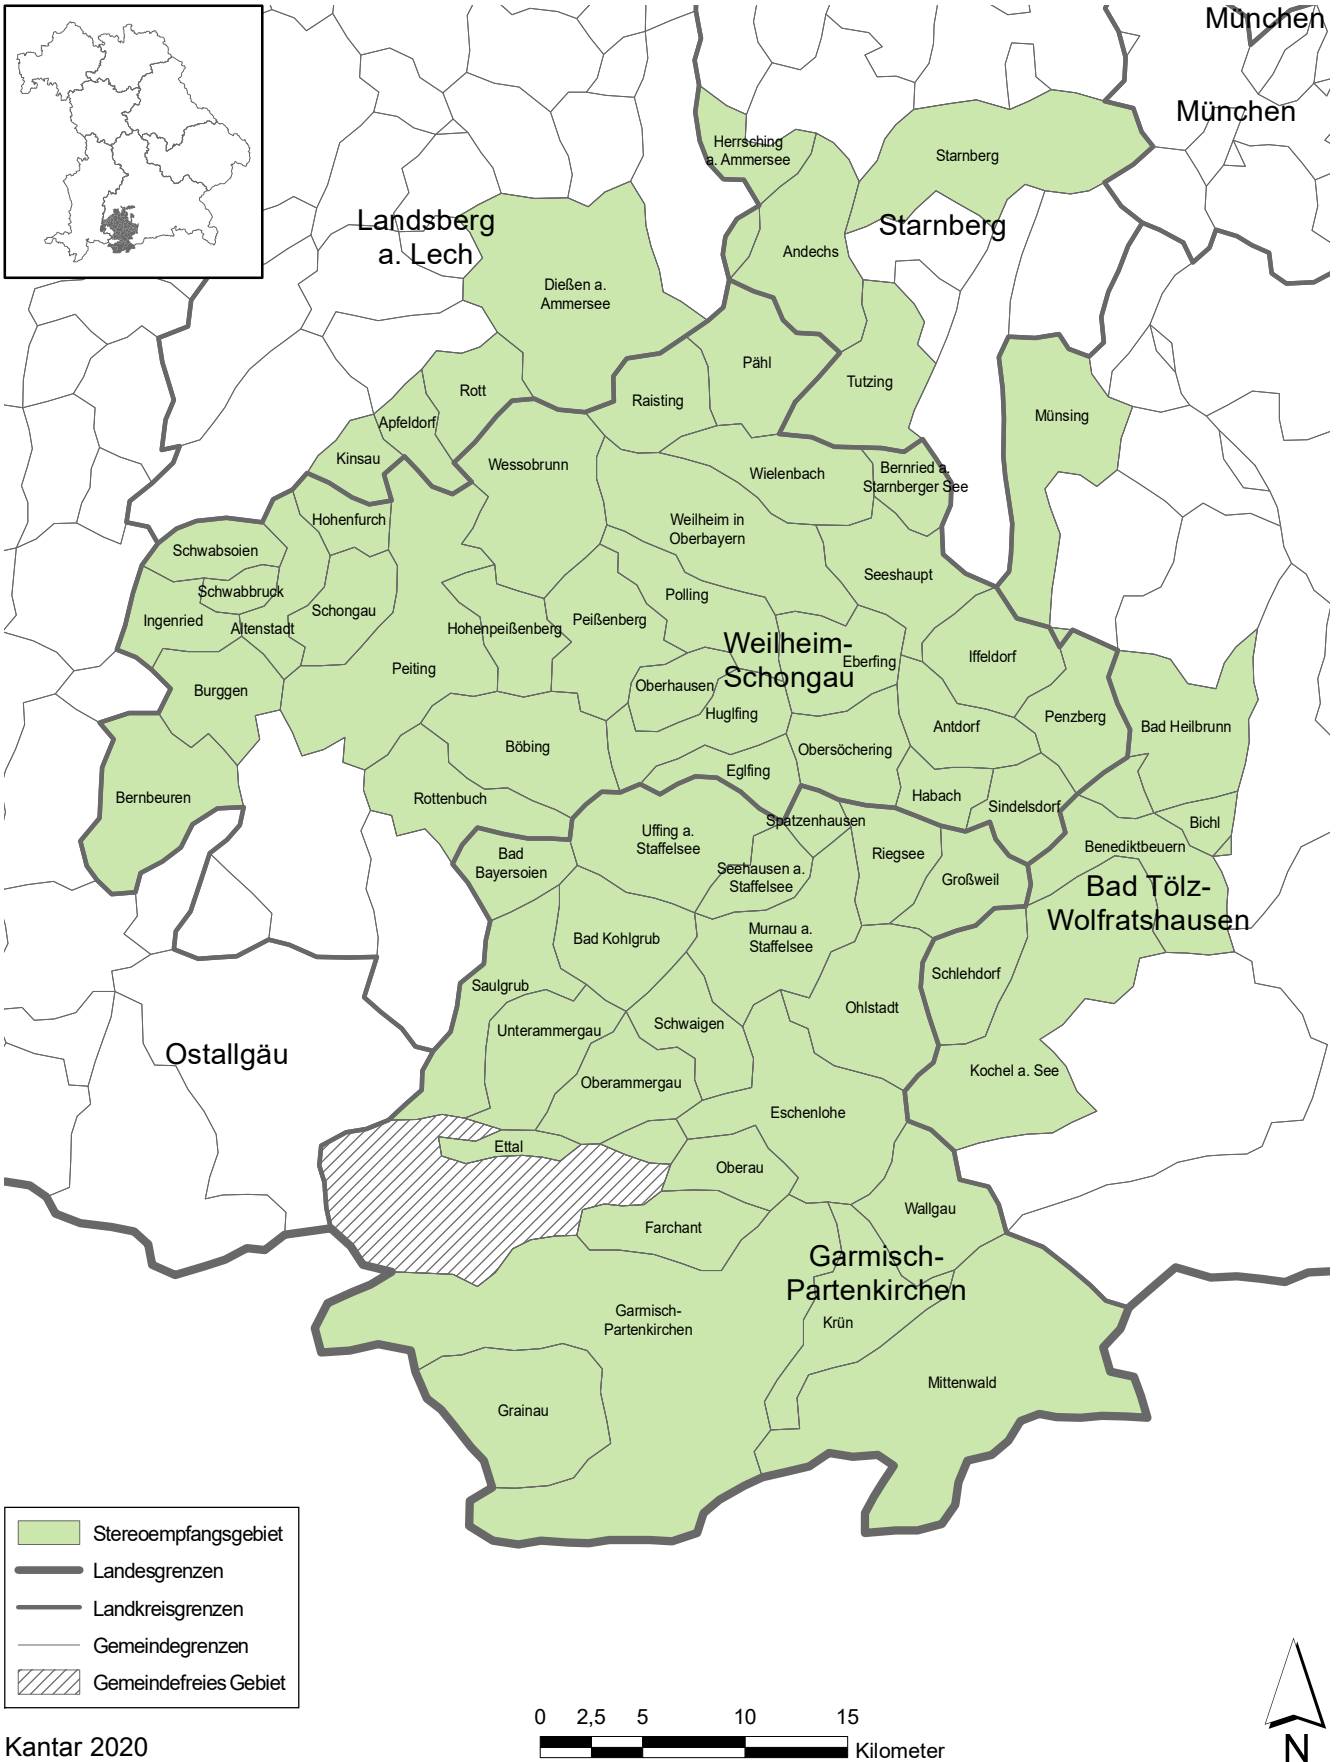 München
München
Herrsching
a. Ammersee
Starnberg
Landsberg
a. Lech
Starnberg
Andechs
Dießen a.
Ammersee
Pähl
Tutzing
Rott
Raisting
Münsing
Apfeldorf
Kinsau
Wessobrunn
Wielenbach
Bernried a.
Starnberger See
Hohenfurch
Weilheim in
Oberbayern
Schwabsoien
Seeshaupt
Schwabbruck
Polling
Schongau
Ingenried
Peißenberg
Altenstadt
Hohenpeißenberg
Weilheim-
Schongau
Eberfing
Iffeldorf
Peiting
Oberhausen
Burggen
Huglfing
Penzberg
Antdorf
Bad Heilbrunn
Böbing
Obersöchering
Eglfing
Bernbeuren
Rottenbuch
Habach
Sindelsdorf
Spatzenhausen
Bichl
Uffing a.
Staffelsee
Benediktbeuern
Bad
Bayersoien
Riegsee
Seehausen a.
Staffelsee
Großweil
Bad Tölz-
Wolfratshausen
Bad Kohlgrub
Murnau a.
Staffelsee
Schlehdorf
Saulgrub
Ohlstadt
Schwaigen
Unterammergau
Ostallgäu
Kochel a. See
Oberammergau
Eschenlohe
Ettal
Oberau
Wallgau
Farchant
Garmisch-
Partenkirchen
Garmisch-
Partenkirchen
Krün
Mittenwald
Grainau
Stereoempfangsgebiet
Landesgrenzen
Landkreisgrenzen
Gemeindegrenzen
Gemeindefreies Gebiet
0 2,5 5 10 15
Kilometer
N
Kantar 2020